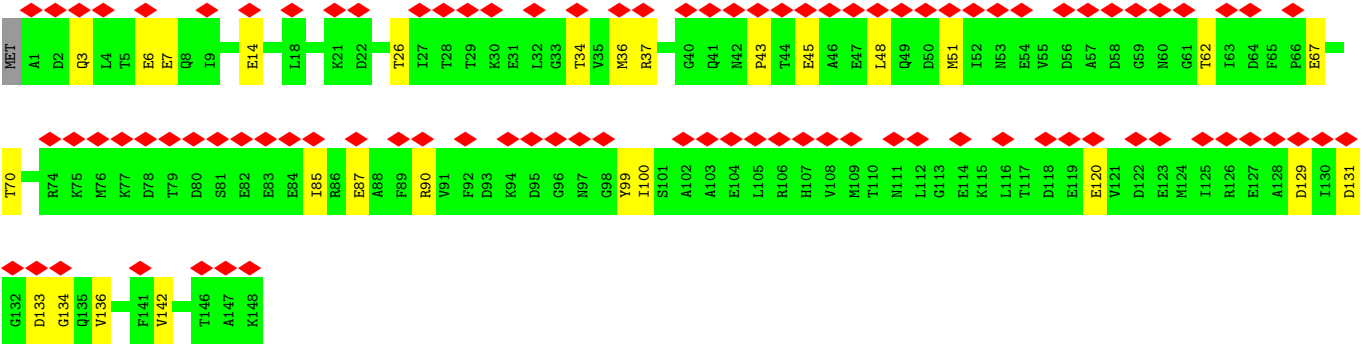 MET A1 D2 Q3 L4 T5 E6 E7 Q8 I9 E14 L18 K21 D22 T26 I27 T28 T29 K30 E31 L32 G33 T34 V35 M36 R37 G40 Q41 N42 P43 T44 E45 A46 E47 L48 Q49 D50 M51 I52 N53 E54 V55 D56 A57 D58 G59 N60 G61 T62 I63 D64 F65 P66 E67
T70 R74 K75 M76 K77 D78 T79 D80 S81 E82 E83 E84 I85 R86 E87 A88 F89 R90 V91 F92 D93 K94 D95 G96 N97 G98 Y99 I100 S101 A102 A103 E104 L105 R106 H107 V108 M109 T110 N111 L112 G113 E114 K115 L116 T117 D118 E119 E120 V121 D122 E123 M124 I125 R126 E127 A128 D129 I130 D131
G132 D133 G134 Q135 V136 F141 V142 T146 A147 K148